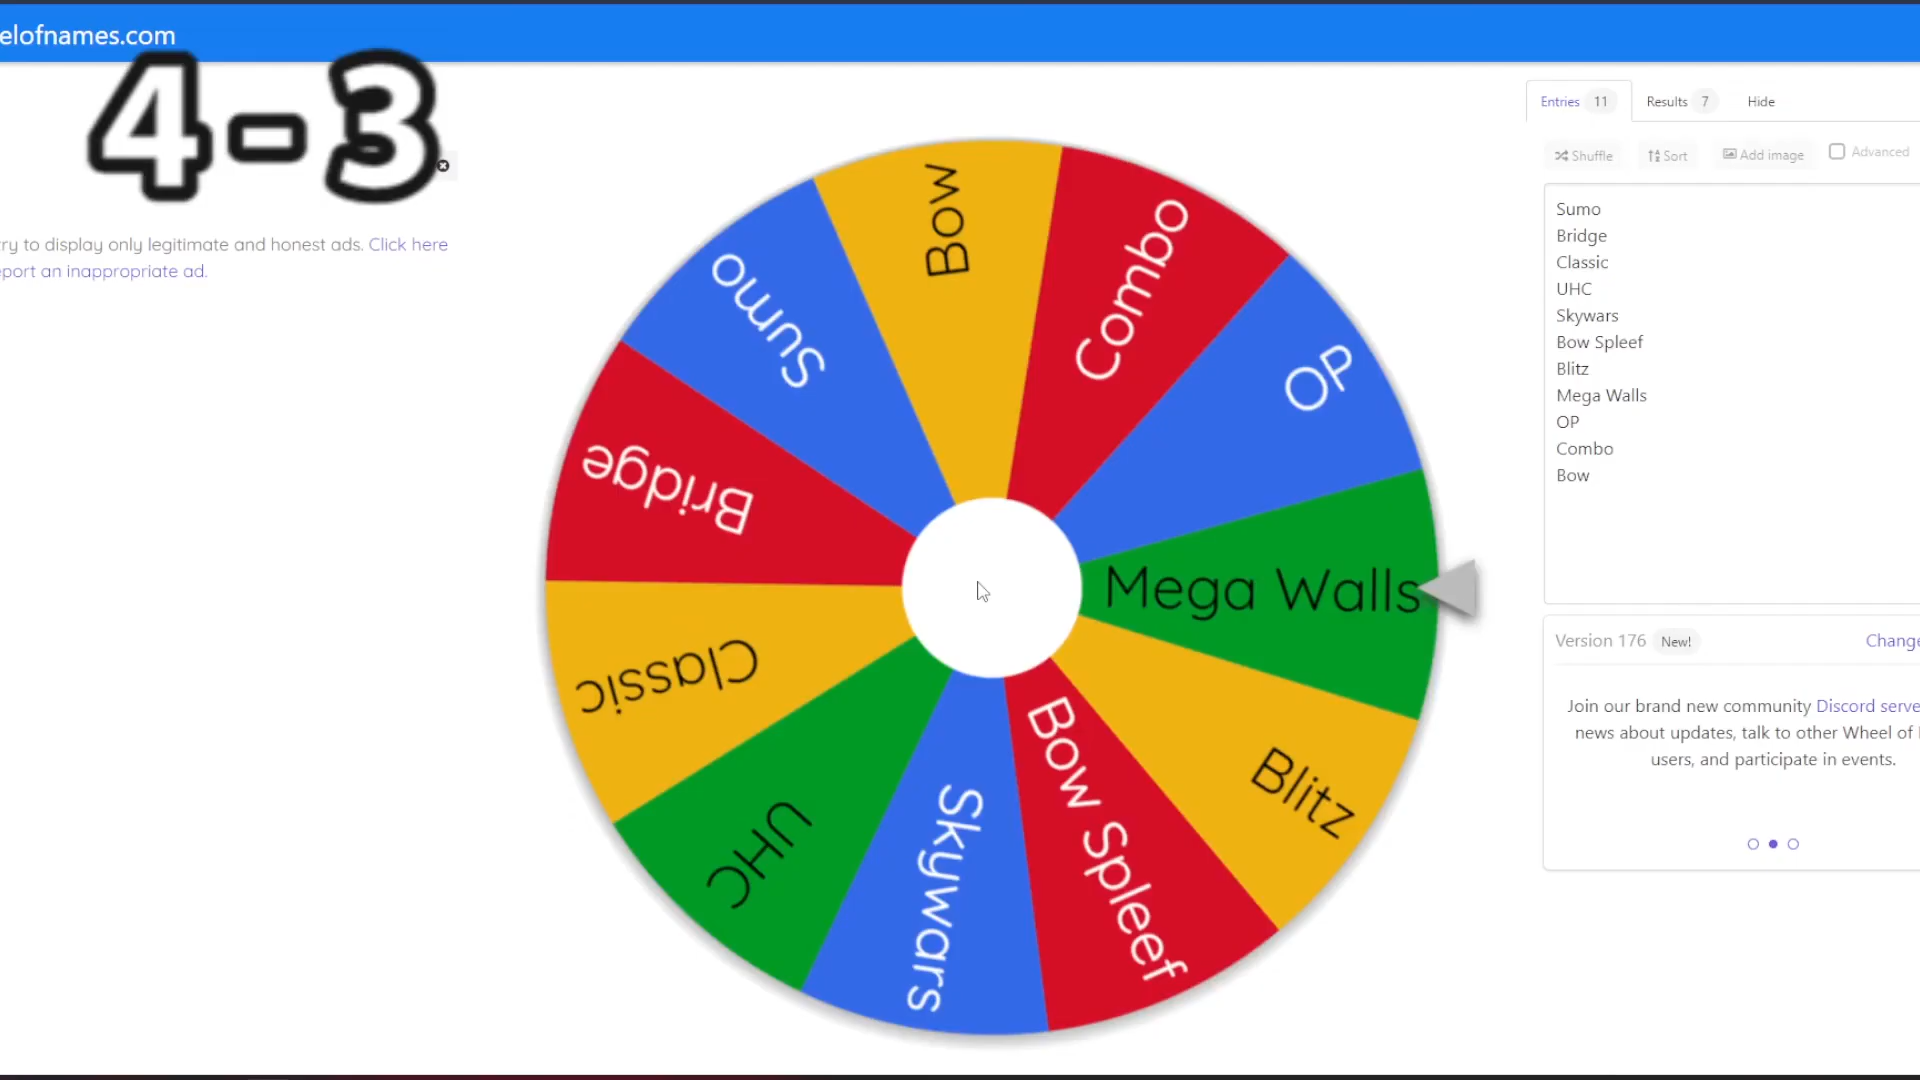 elofnames.com
4-3
ry to display only legitimate and honest ads. Click here
eport an inappropriate ad.
Bow
Combo
OP
Mega Walls
Blitz
Bow Spleef
Skywars
UHC
Classic
Bridge
Sumo
Entries 11 Results 7 Hide
Shuffle Sort Add image Advanced
Sumo
Bridge
Classic
UHC
Skywars
Bow Spleef
Blitz
Mega Walls
OP
Combo
Bow
Version 176 New! Change
Join our brand new community Discord serve
news about updates, talk to other Wheel of
users, and participate in events.